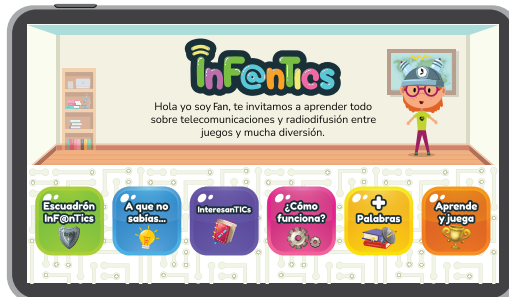 InF@nTics
Hola yo soy Fan, te invitamos a aprender todo
sobre telecomunicaciones y radiodifusión entre
juegos y mucha diversión.
Escuadrón
InF@nTics
A que no
sabías...
InteresanTICs
¿Cómo
funciona?
+
Palabras
Aprende
y juega